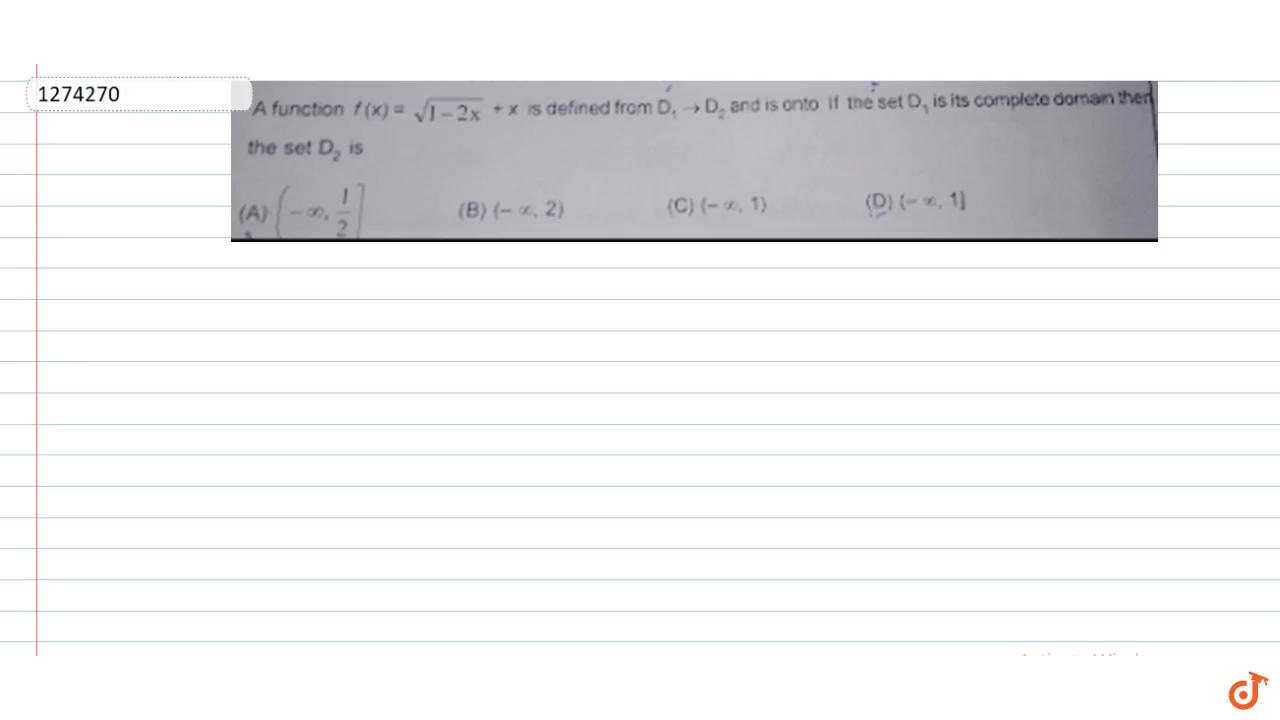 1274270
A function f(x) = √1-2x + x is defined from D₁ → D₂ and is onto if the set D₁ is its complete domain then
the set D₂ is
(A) (-∞, 1/2] (B) (-∞, 2) (C) (-∞, 1) (D) (-∞, 1]